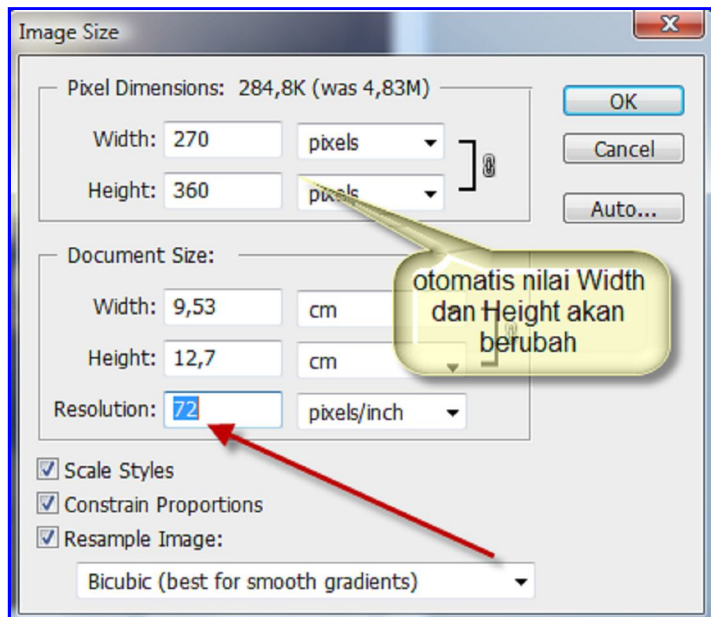 Image Size
Pixel Dimensions: 284,8K (was 4,83M)
OK
Width: 270 pixels
Cancel
Height: 360 pixels
Auto...
Document Size:
otomatis nilai Width
dan Height akan
berubah
Width: 9,53 cm
Height: 12,7 cm
Resolution: 72 pixels/inch
Scale Styles
Constrain Proportions
Resample Image:
Bicubic (best for smooth gradients)